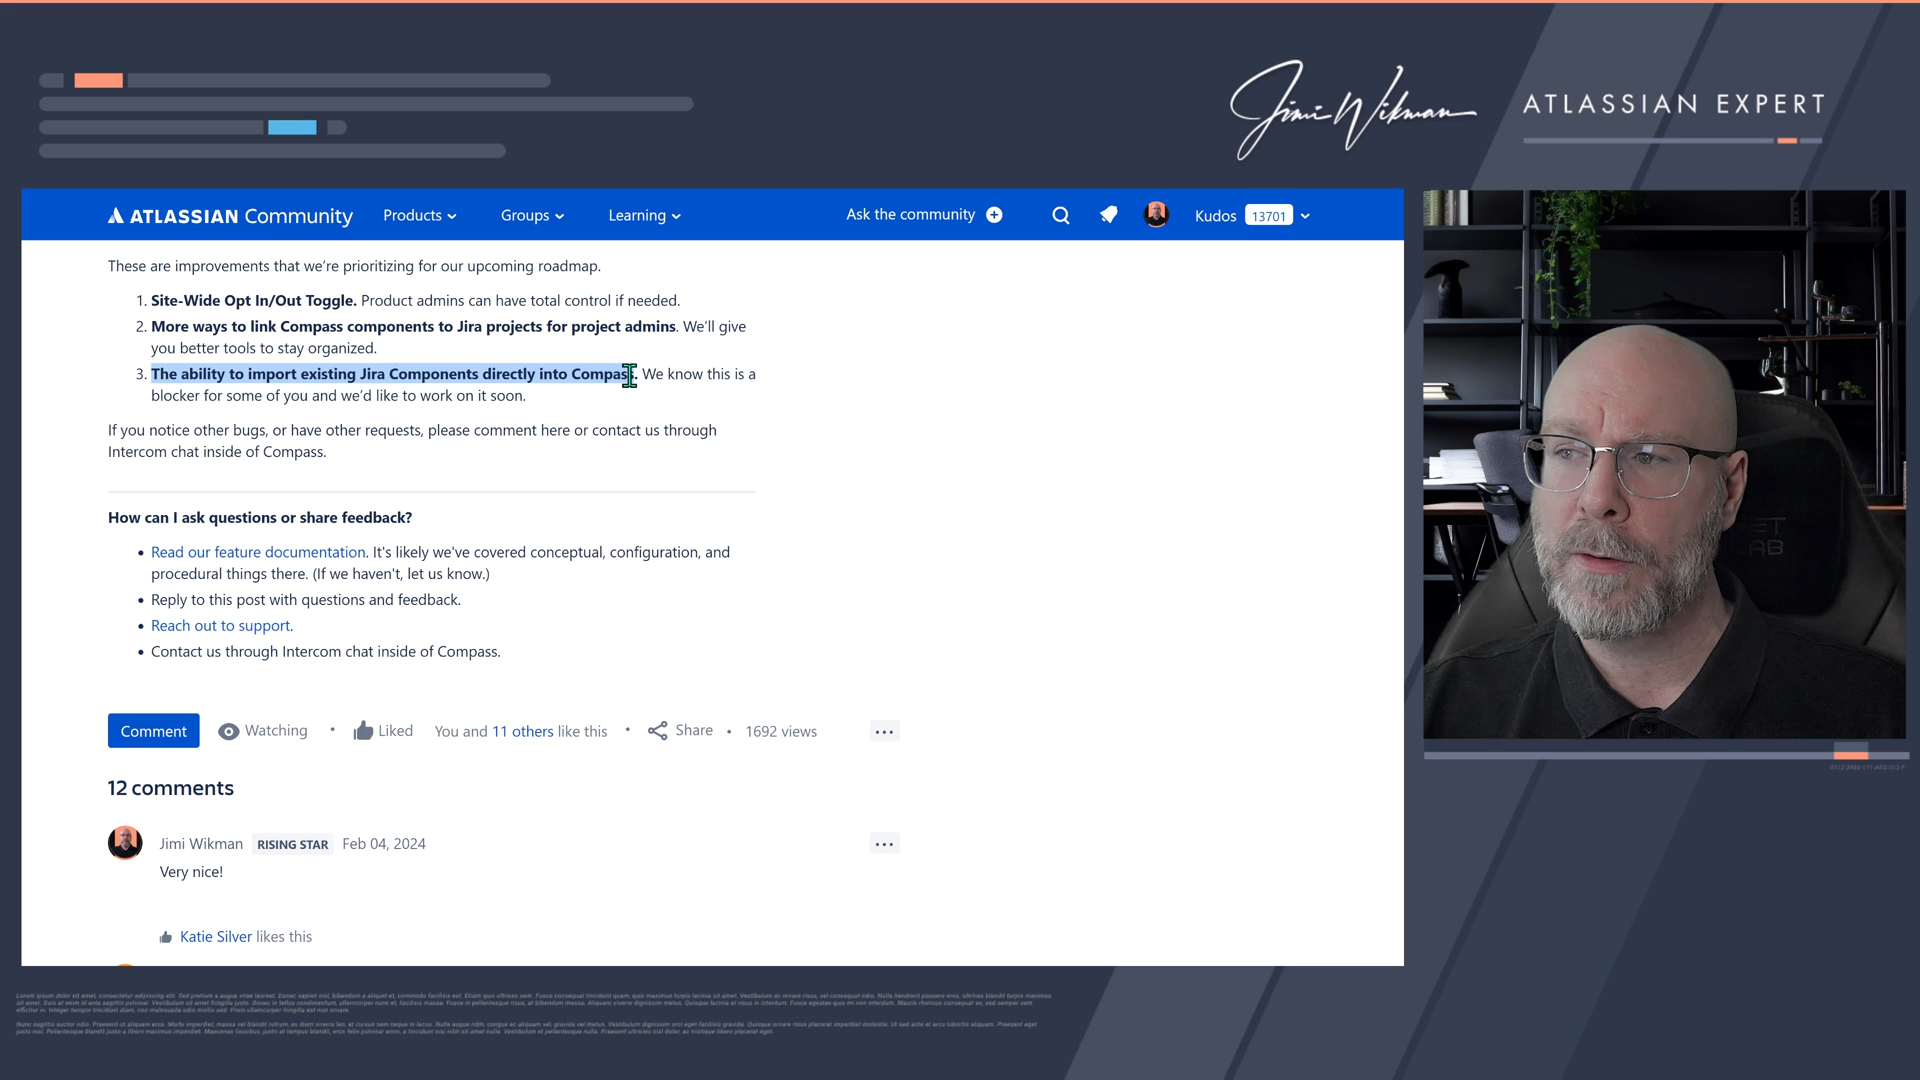 Jimi Wikman
ATLASSIAN EXPERT
ATLASSIAN Community
Products
Groups
Learning
Ask the community
Kudos
13701
These are improvements that we’re prioritizing for our upcoming roadmap.
1. Site-Wide Opt In/Out Toggle. Product admins can have total control if needed.
2. More ways to link Compass components to Jira projects for project admins. We’ll give
you better tools to stay organized.
3. The ability to import existing Jira Components directly into Compass. We know this is a
blocker for some of you and we’d like to work on it soon.
If you notice other bugs, or have other requests, please comment here or contact us through
Intercom chat inside of Compass.
How can I ask questions or share feedback?
• Read our feature documentation. It's likely we've covered conceptual, configuration, and
procedural things there. (If we haven't, let us know.)
• Reply to this post with questions and feedback.
• Reach out to support.
• Contact us through Intercom chat inside of Compass.
Comment
Watching
•
Liked
You and 11 others like this
•
Share
•
1692 views
12 comments
Jimi Wikman
RISING STAR
Feb 04, 2024
Very nice!
Katie Silver likes this